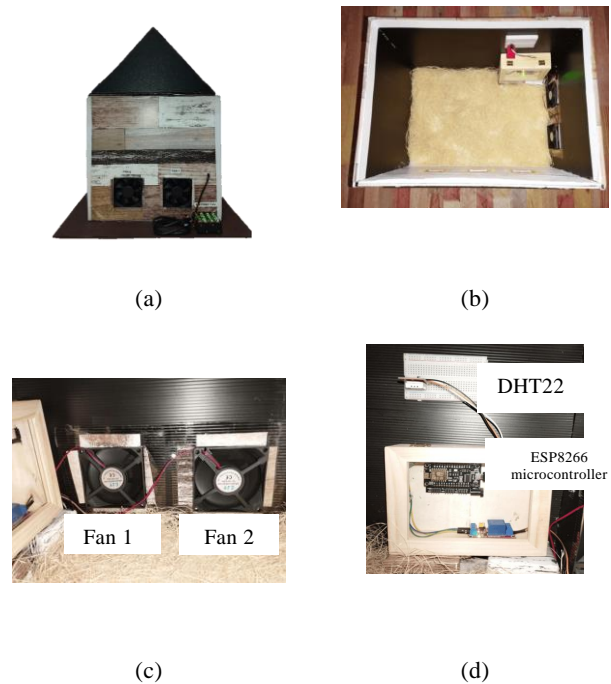 (a)
(b)
Fan 1
Fan 2
(c)
DHT22
ESP8266
microcontroller
(d)